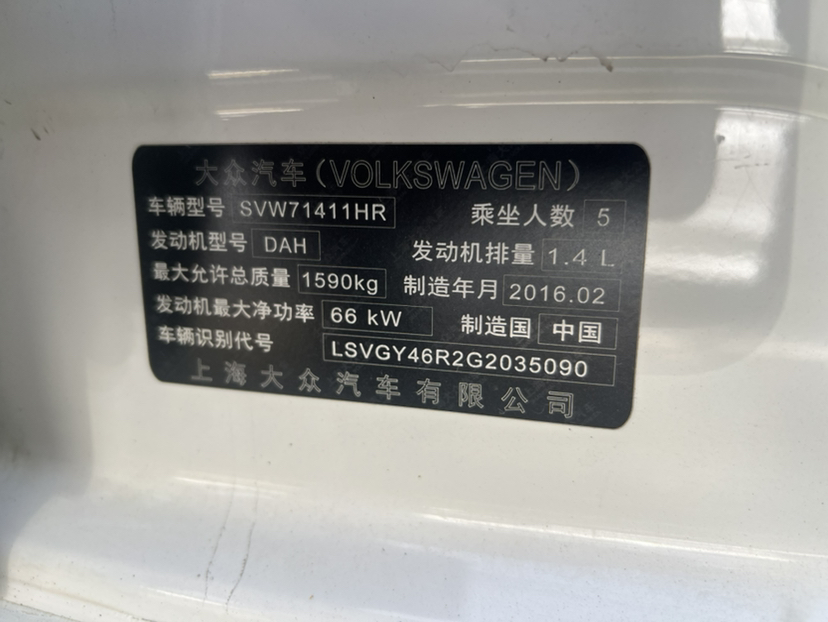 大众汽车(VOLKSWAGEN)
车辆型号 SVW71411HR 乘坐人数 5
发动机型号 DAH 发动机排量 1.4 L
最大允许总质量 1590kg 制造年月 2016.02
发动机最大净功率 66 kW 制造国 中国
车辆识别代号 LSVGY46R2G2035090
上海大众汽车有限公司